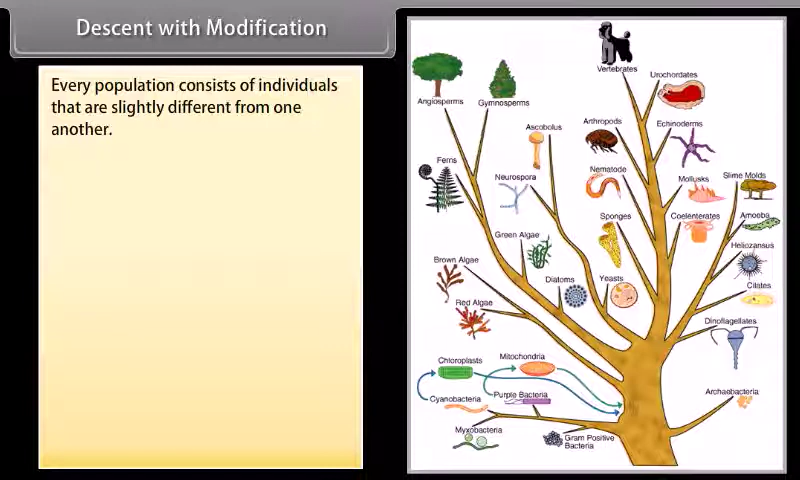 Descent with Modification
Every population consists of individuals
that are slightly different from one
another.
Vertebrates
Urochordates
Angiosperms
Gymnosperms
Ascobolus
Arthropods
Echinoderms
Ferns
Neurospora
Nematode
Mollusks
Slime Molds
Sponges
Coelenterates
Amoeba
Green Algae
Heliozansus
Brown Algae
Diatoms
Yeasts
Ciliates
Red Algae
Dinoflagellates
Chloroplasts
Mitochondria
Cyanobacteria
Purple Bacteria
Archaebacteria
Myxobacteria
Gram Positive
Bacteria